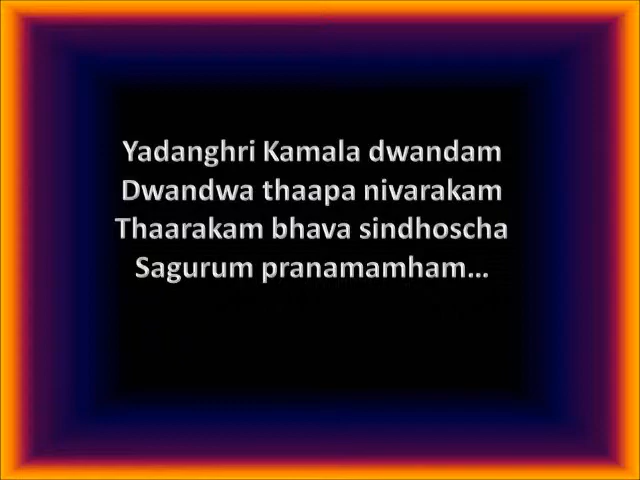 Yadanghri Kamala dwandam
Dwandwa thaapa nivarakam
Thaarakam bhava sindhoscha
Sagurum pranamamham...